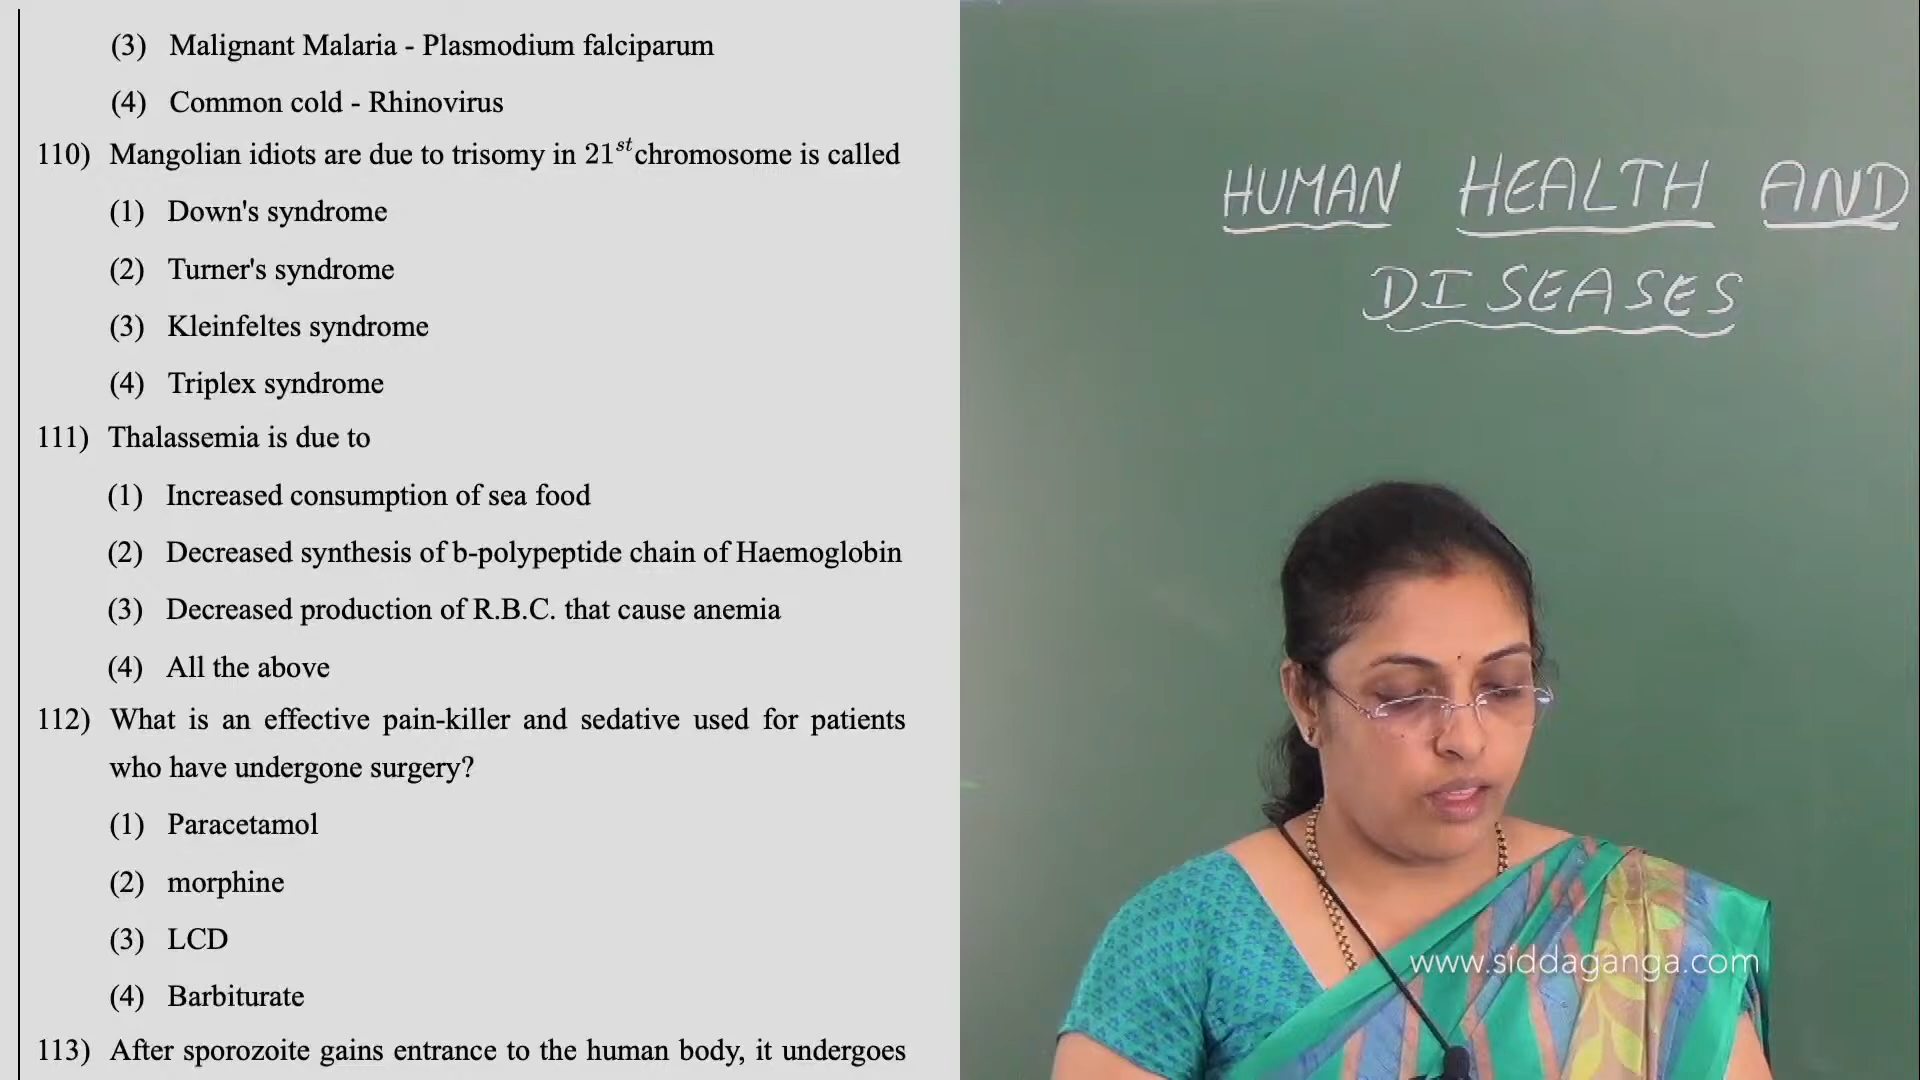 (3) Malignant Malaria - Plasmodium falciparum
(4) Common cold - Rhinovirus
110) Mangolian idiots are due to trisomy in 21st chromosome is called
(1) Down's syndrome
(2) Turner's syndrome
(3) Kleinfeltes syndrome
(4) Triplex syndrome
111) Thalassemia is due to
(1) Increased consumption of sea food
(2) Decreased synthesis of b-polypeptide chain of Haemoglobin
(3) Decreased production of R.B.C. that cause anemia
(4) All the above
112) What is an effective pain-killer and sedative used for patients
who have undergone surgery?
(1) Paracetamol
(2) morphine
(3) LCD
(4) Barbiturate
113) After sporozoite gains entrance to the human body, it undergoes
HUMAN HEALTH AND
DISEASES
www.siddaganga.com